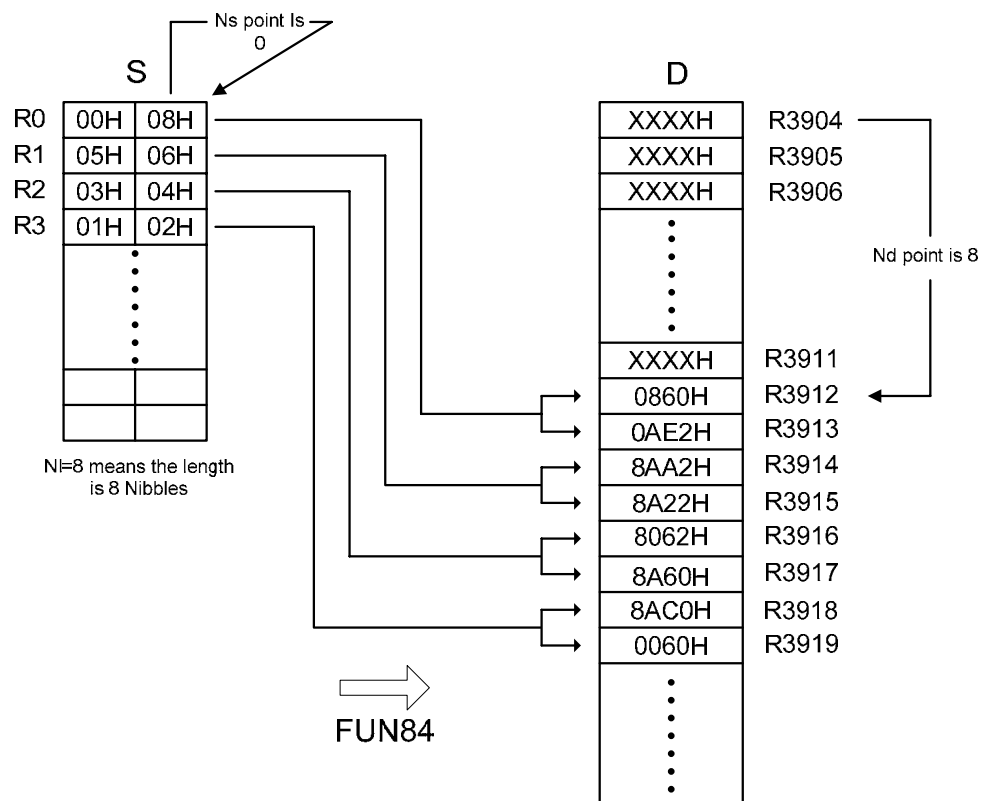 Ns point Is
0
S
D
R0 00H 08H
R1 05H 06H
R2 03H 04H
R3 01H 02H
Nl=8 means the length
is 8 Nibbles
XXXXH R3904
XXXXH R3905
XXXXH R3906
Nd point is 8
XXXXH R3911
0860H R3912
0AE2H R3913
8AA2H R3914
8A22H R3915
8062H R3916
8A60H R3917
8AC0H R3918
0060H R3919
FUN84